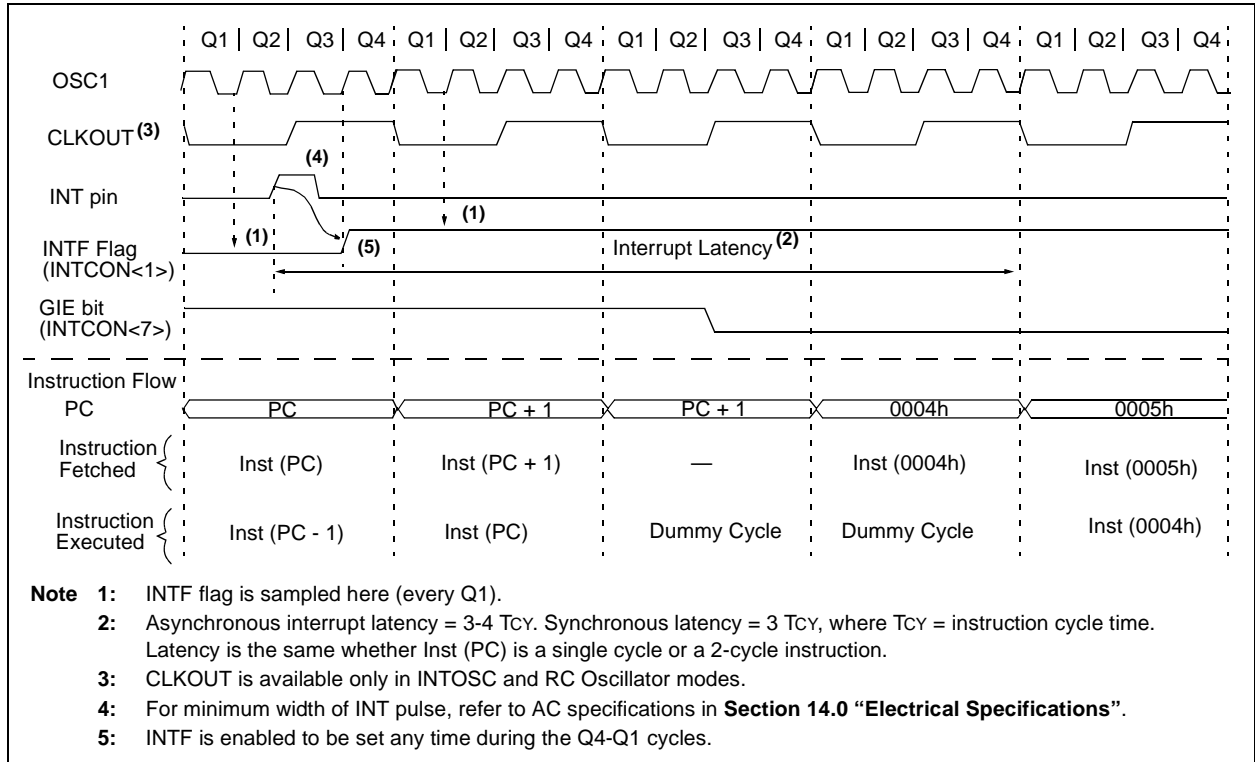 Q1 | Q2 | Q3 | Q4 Q1 | Q2 | Q3 | Q4 Q1 | Q2 | Q3 | Q4 Q1 | Q2 | Q3 | Q4 Q1 | Q2 | Q3 | Q4
OSC1
CLKOUT(3)
(4)
INT pin
(1)
(1)
(5)
INTF Flag
(INTCON<1>)
Interrupt Latency(2)
GIE bit
(INTCON<7>)
Instruction Flow
PC PC PC + 1 PC + 1 0004h 0005h
Instruction
Fetched
Inst (PC) Inst (PC + 1) — Inst (0004h) Inst (0005h)
Instruction
Executed
Inst (PC - 1) Inst (PC) Dummy Cycle Dummy Cycle Inst (0004h)
Note 1: INTF flag is sampled here (every Q1).
2: Asynchronous interrupt latency = 3-4 TCY. Synchronous latency = 3 TCY, where TCY = instruction cycle time.
Latency is the same whether Inst (PC) is a single cycle or a 2-cycle instruction.
3: CLKOUT is available only in INTOSC and RC Oscillator modes.
4: For minimum width of INT pulse, refer to AC specifications in Section 14.0 “Electrical Specifications”.
5: INTF is enabled to be set any time during the Q4-Q1 cycles.